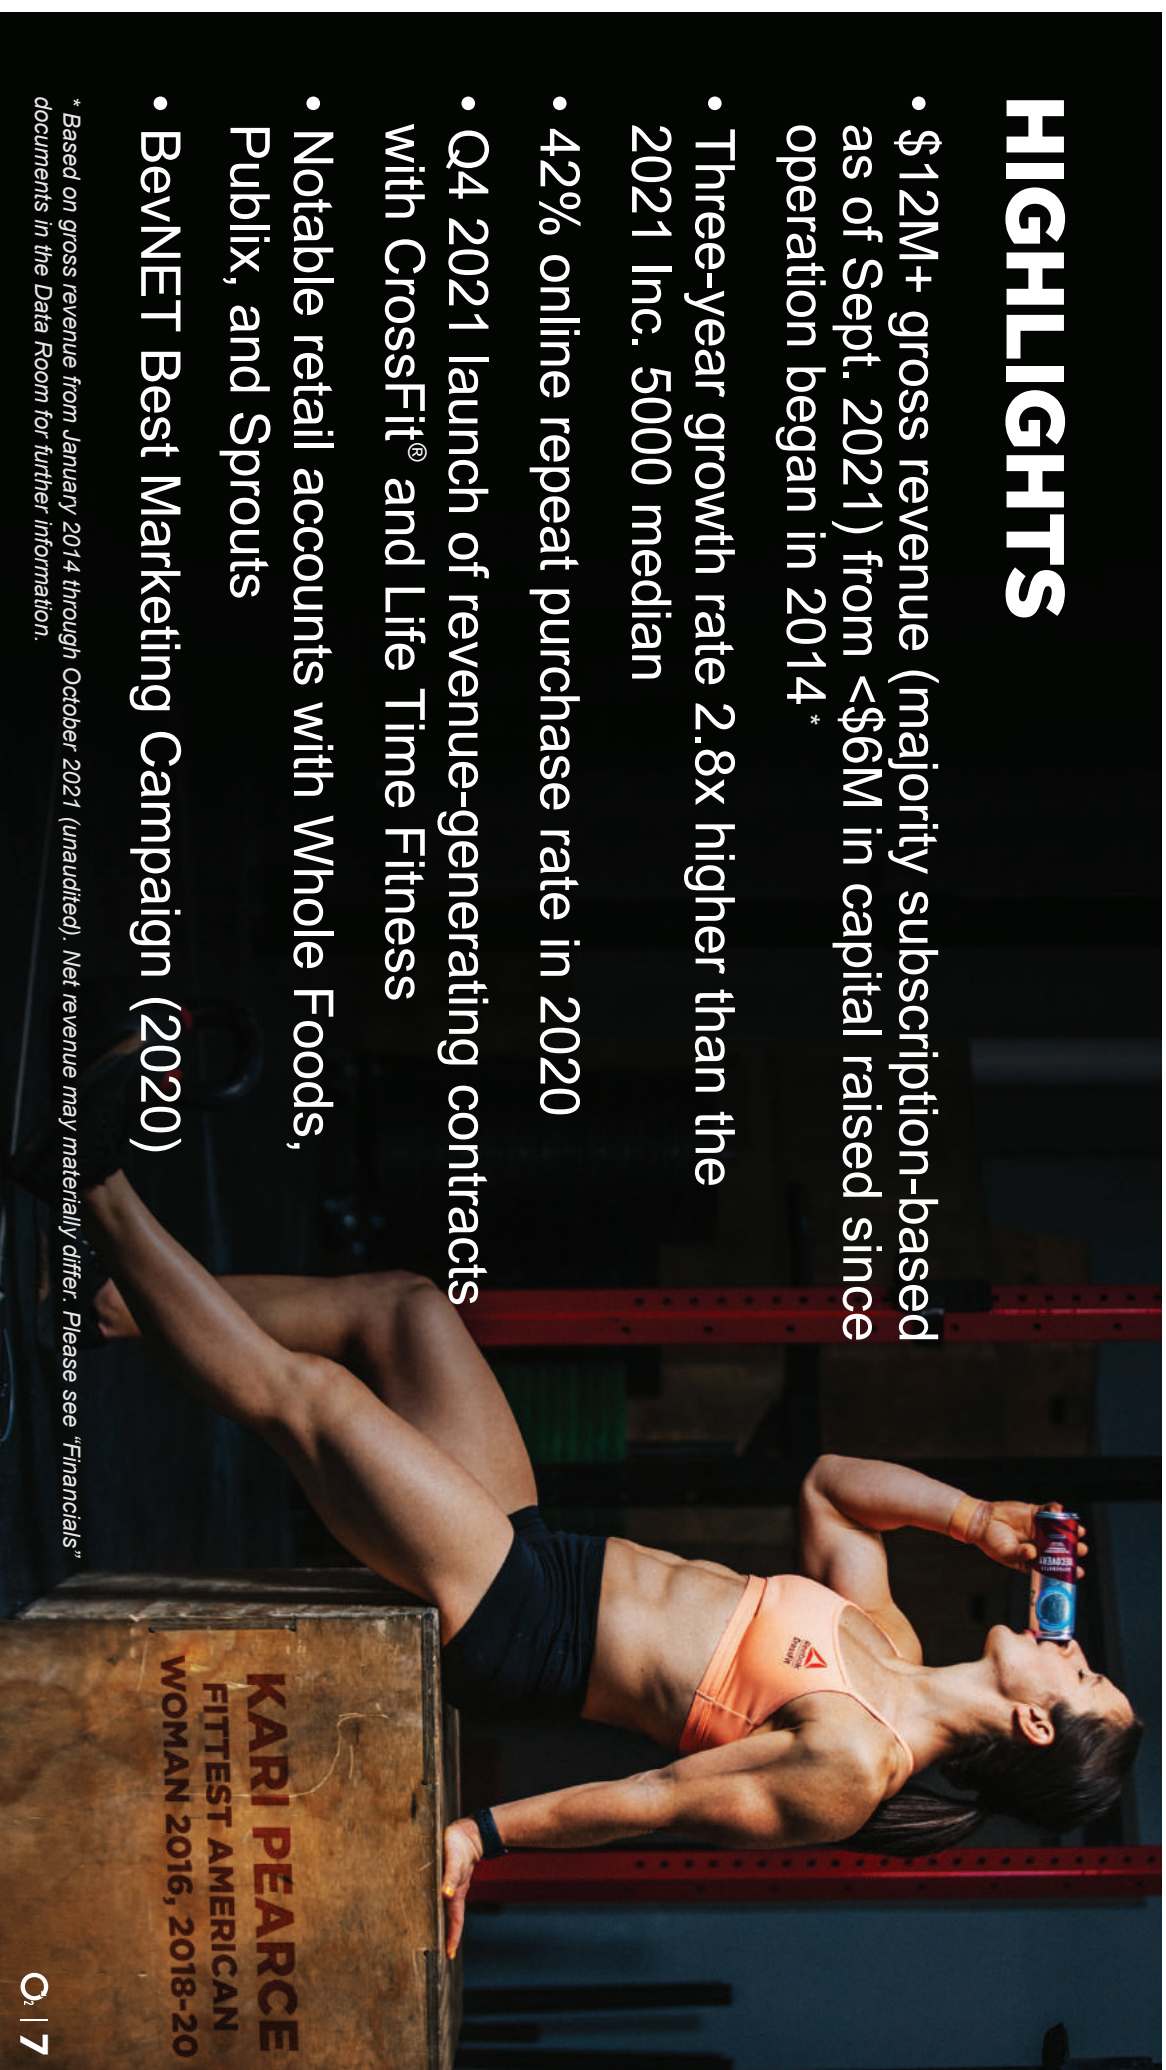 HIGHLIGHTS
• $12M+ gross revenue (majority subscription-based
as of Sept. 2021) from <$6M in capital raised since
operation began in 2014*
• Three-year growth rate 2.8x higher than the
2021 Inc. 5000 median
• 42% online repeat purchase rate in 2020
• Q4 2021 launch of revenue-generating contracts
with CrossFit® and Life Time Fitness
• Notable retail accounts with Whole Foods,
Publix, and Sprouts
• BevNET Best Marketing Campaign (2020)
* Based on gross revenue from January 2014 through October 2021 (unaudited). Net revenue may materially differ. Please see “Financials”
documents in the Data Room for further information.
RECOVERY
Reebok
CrossFit
KARI PEARCE
FITTEST AMERICAN
WOMAN 2016, 2018-20
O2 | 7